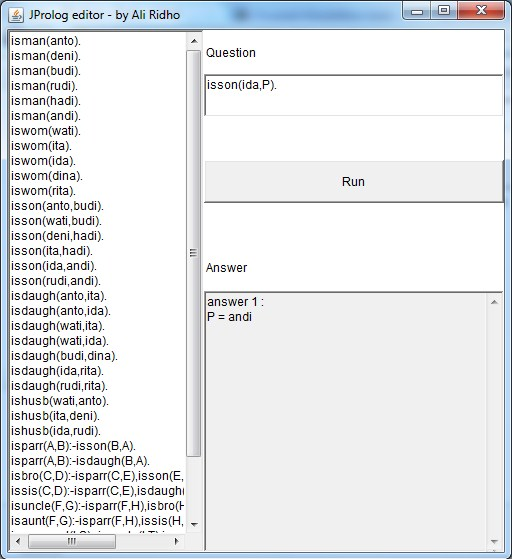 JProlog editor - by Ali Ridho
isman(anto).
isman(deni).
isman(budi).
isman(rudi).
isman(hadi).
isman(andi).
iswom(wati).
iswom(ita).
iswom(ida).
iswom(dina).
iswom(rita).
isson(anto,budi).
isson(wati,budi).
isson(deni,hadi).
isson(ita,hadi).
isson(ida,andi).
isson(rudi,andi).
isdaugh(anto,ita).
isdaugh(anto,ida).
isdaugh(wati,ita).
isdaugh(wati,ida).
isdaugh(budi,dina).
isdaugh(ida,rita).
isdaugh(rudi,rita).
ishusb(wati,anto).
ishusb(ita,deni).
ishusb(ida,rudi).
isparr(A,B):-isson(B,A).
isparr(A,B):-isdaugh(B,A).
isbro(C,D):-isparr(C,E),isson(E,
issis(C,D):-isparr(C,E),isdaugh(
isuncle(F,G):-isparr(F,H),isbro(H
isaunt(F,G):-isparr(F,H),issis(H,
Question
isson(ida,P).
Run
Answer
answer 1 :
P = andi